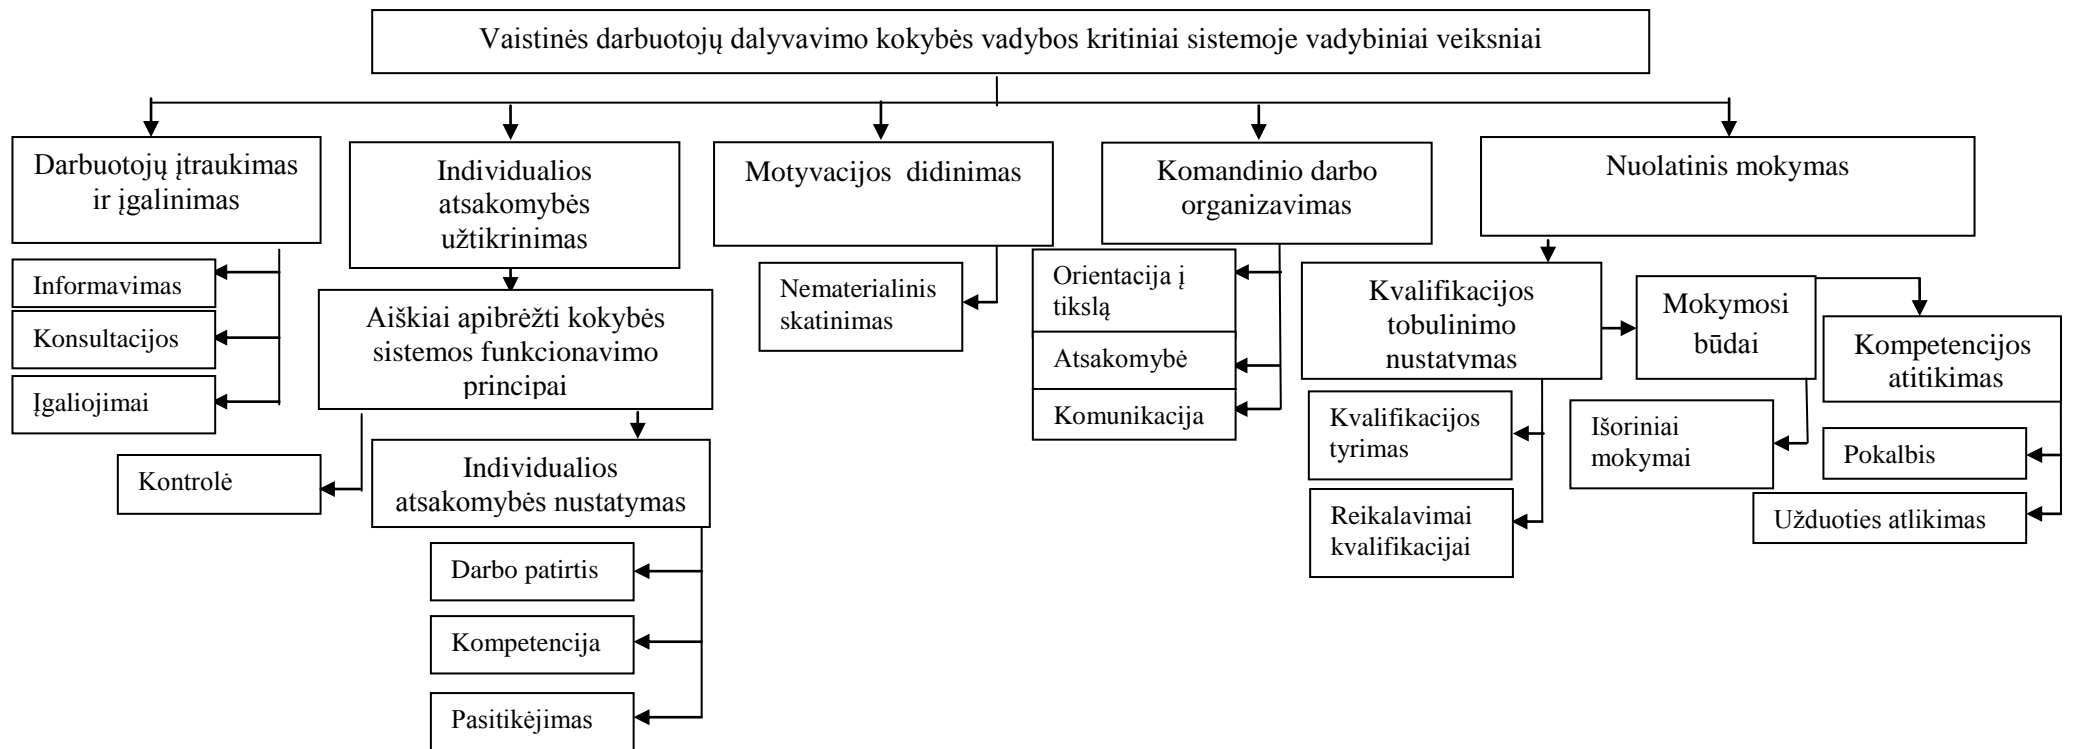 Vaistinės darbuotojų dalyvavimo kokybės vadybos kritiniai sistemoje vadybiniai veiksniai
Darbuotojų įtraukimas
ir įgalinimas
Informavimas
Konsultacijos
Įgaliojimai
Individualios
atsakomybės
užtikrinimas
Aiškiai apibrėžti kokybės
sistemos funkcionavimo
principai
Kontrolė
Individualios
atsakomybės nustatymas
Darbo patirtis
Kompetencija
Pasitikėjimas
Motyvacijos didinimas
Nematerialinis
skatinimas
Komandinio darbo
organizavimas
Orientacija į
tikslą
Atsakomybė
Komunikacija
Nuolatinis mokymas
Kvalifikacijos
tobulinimo
nustatymas
Kvalifikacijos
tyrimas
Reikalavimai
kvalifikacijai
Mokymosi
būdai
Išoriniai
mokymai
Kompetencijos
atitikimas
Pokalbis
Užduoties atlikimas